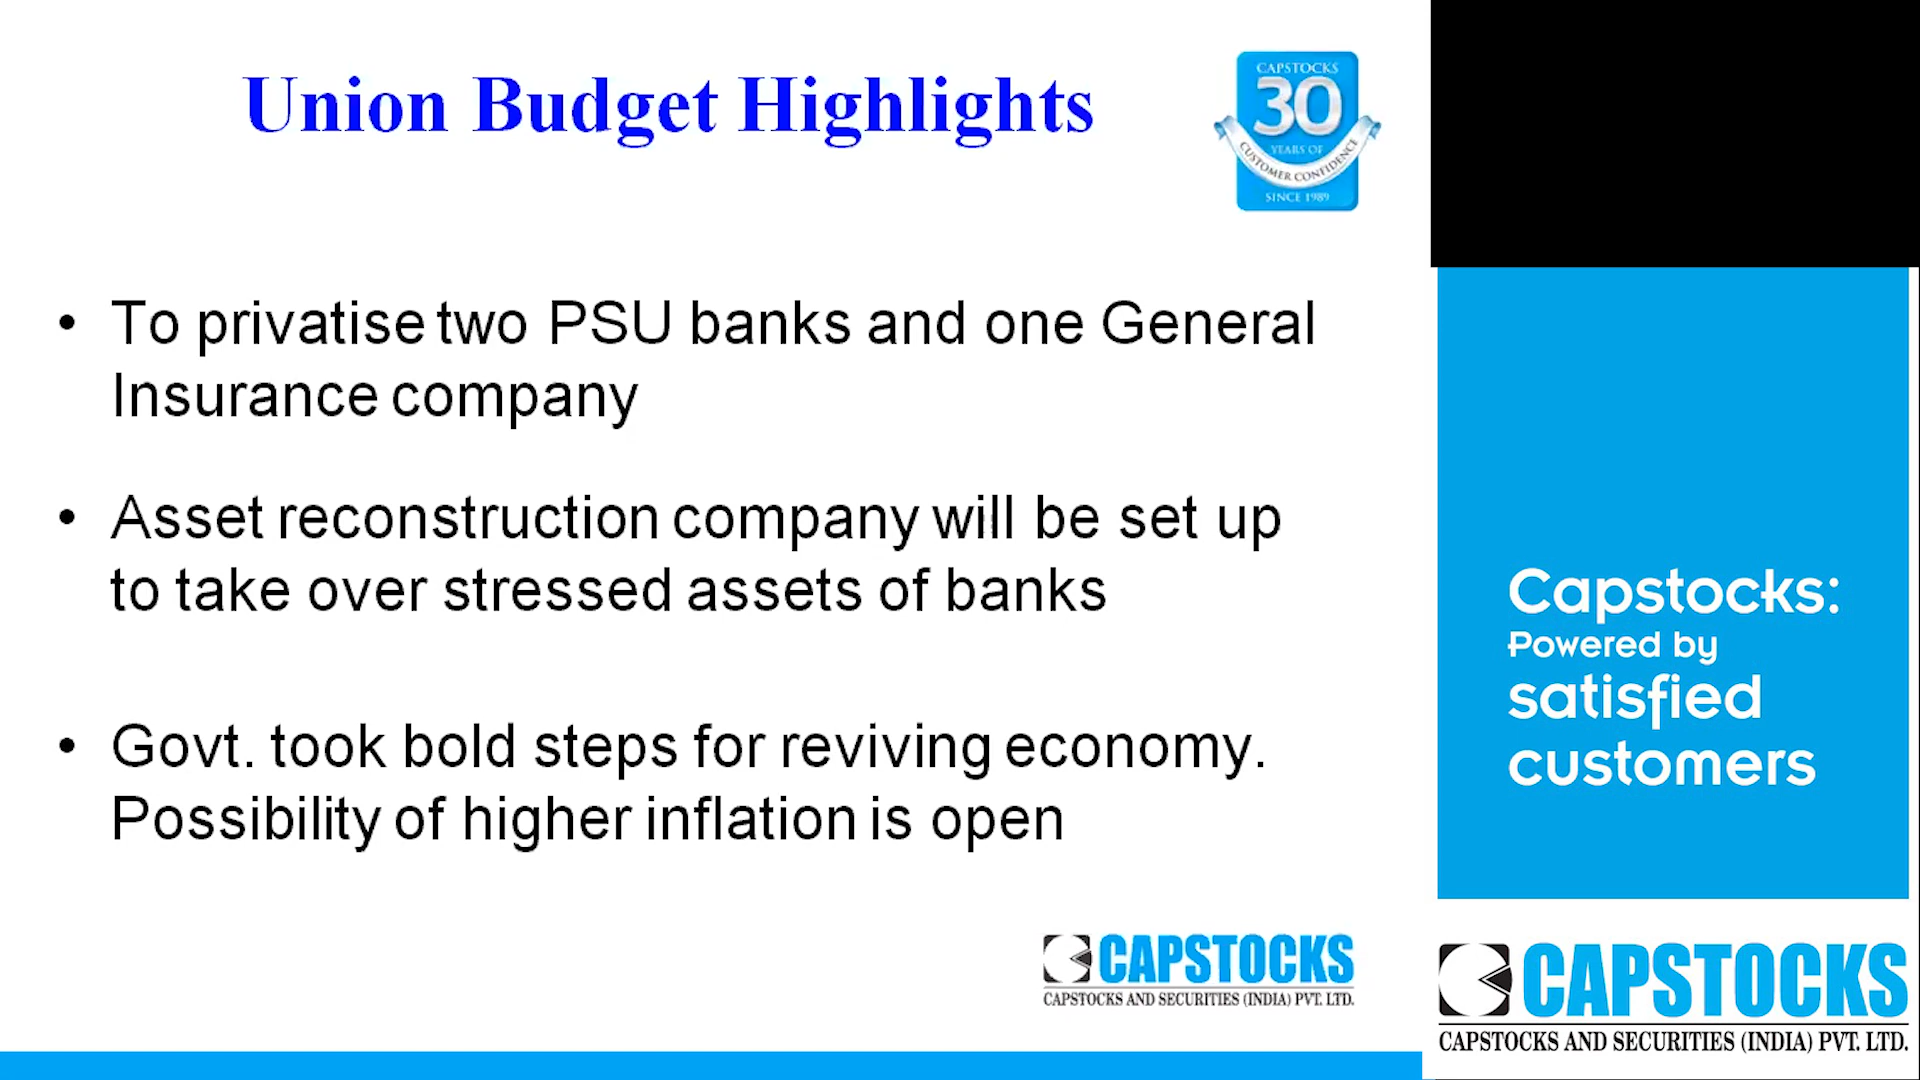 Union Budget Highlights
CAPSTOCKS
30
YEARS OF
CUSTOMER CONFIDENCE
SINCE 1989
• To privatise two PSU banks and one General
Insurance company
• Asset reconstruction company will be set up
to take over stressed assets of banks
• Govt. took bold steps for reviving economy.
Possibility of higher inflation is open
CAPSTOCKS
CAPSTOCKS AND SECURITIES (INDIA) PVT. LTD.
Capstocks:
Powered by
satisfied
customers
CAPSTOCKS
CAPSTOCKS AND SECURITIES (INDIA) PVT. LTD.